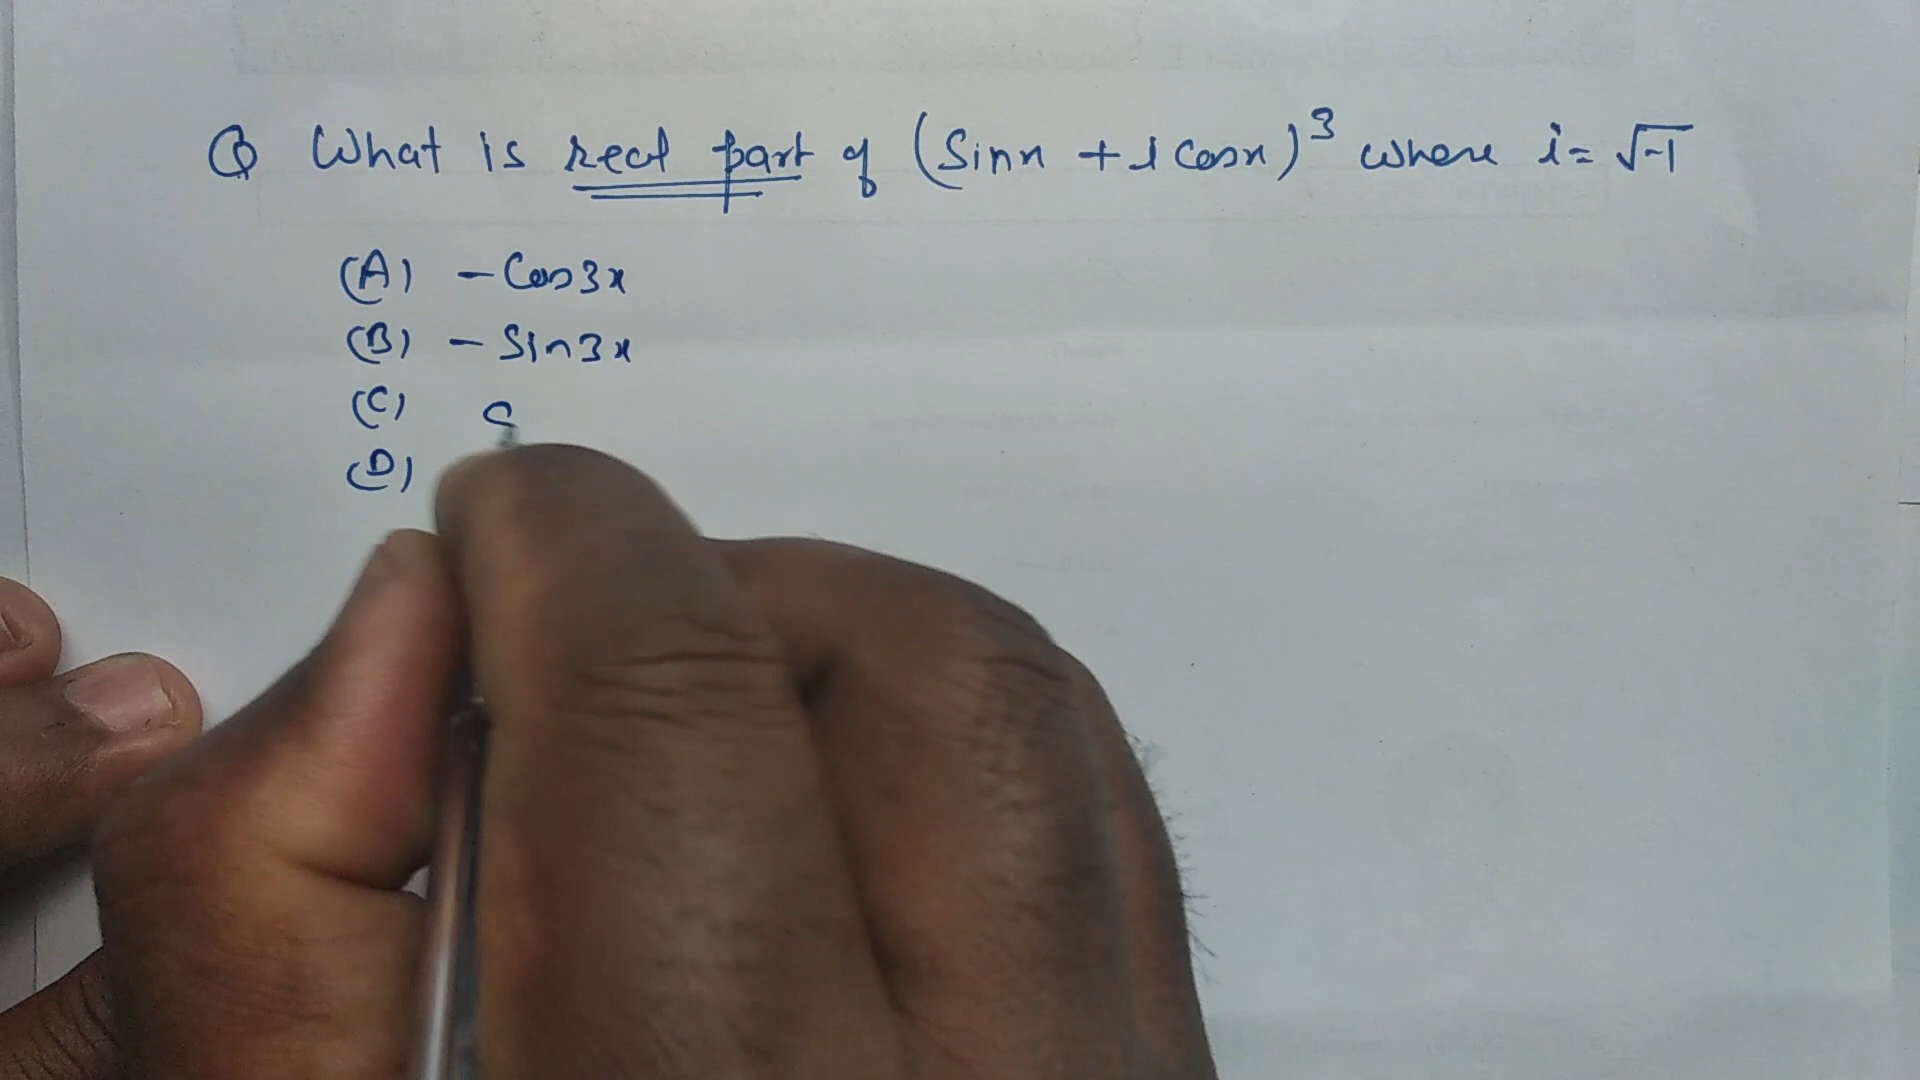 Q What is real part of (Sinx + i Cosx)³ where i = √-1
(A) - Cos3x
(B) - Sin3x
(C) S
(D)